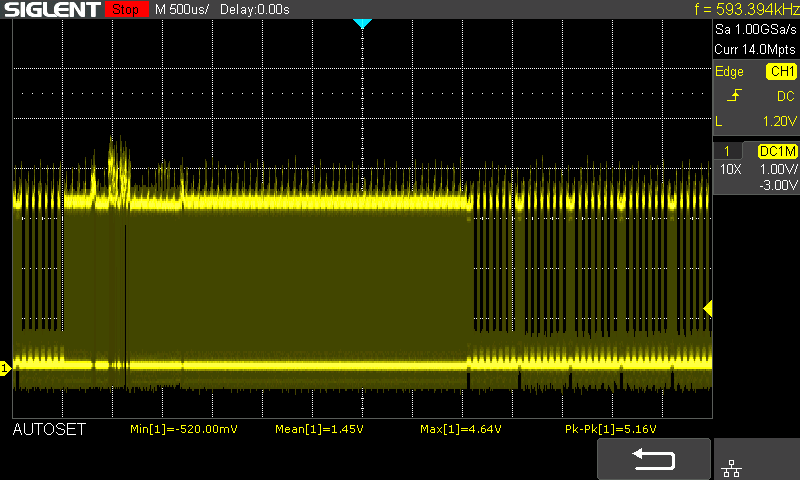 SIGLENT Stop M 500us/ Delay:0.00s f = 593.394kHz
Sa 1.00GSa/s
Curr 14.0Mpts
Edge CH1
DC
L 1.20V
1 DC1M
10X 1.00V/
-3.00V
1
AUTOSET Min[1]=-520.00mV Mean[1]=1.45V Max[1]=4.64V Pk-Pk[1]=5.16V